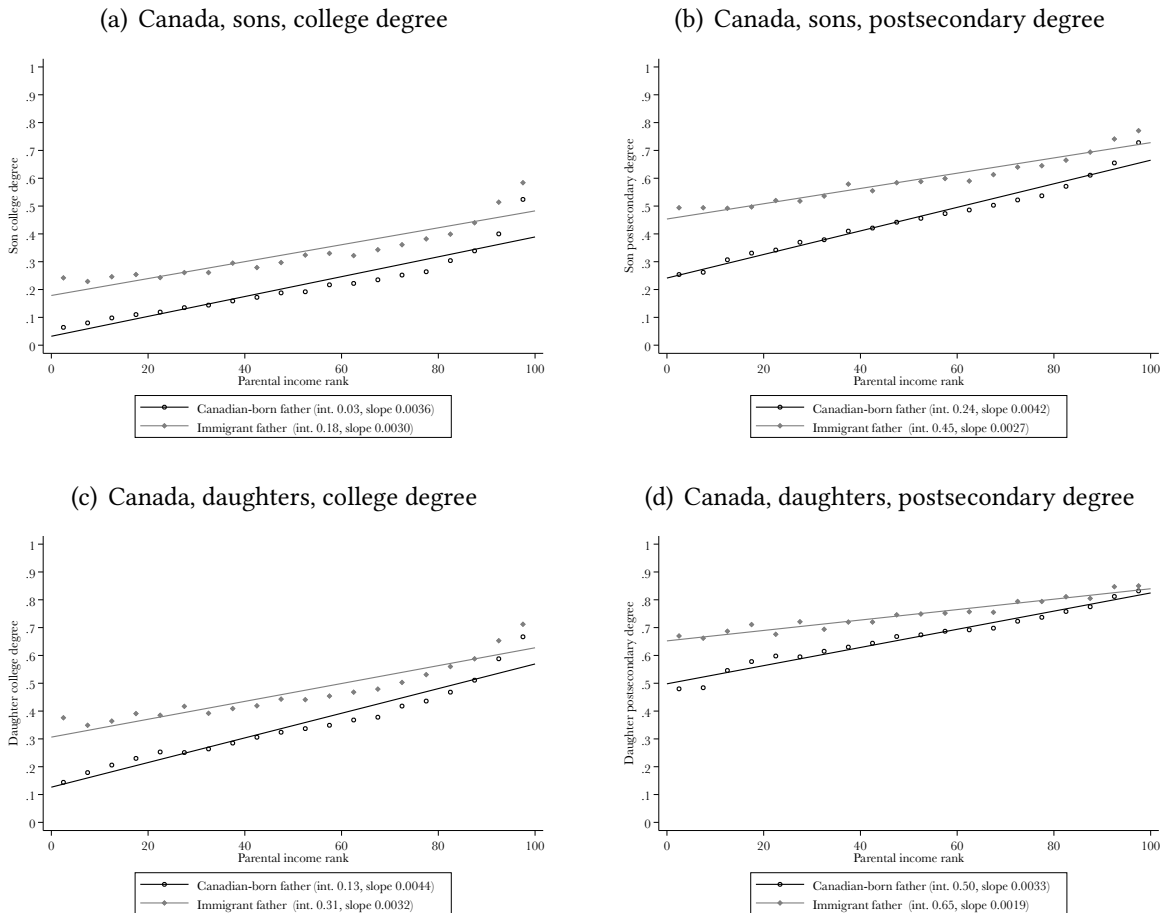 (a) Canada, sons, college degree
Son college degree
1
.9
.8
.7
.6
.5
.4
.3
.2
.1
0
0 20 40 60 80 100
Parental income rank
Canadian-born father (int. 0.03, slope 0.0036)
Immigrant father (int. 0.18, slope 0.0030)
(b) Canada, sons, postsecondary degree
Son postsecondary degree
1
.9
.8
.7
.6
.5
.4
.3
.2
.1
0
0 20 40 60 80 100
Parental income rank
Canadian-born father (int. 0.24, slope 0.0042)
Immigrant father (int. 0.45, slope 0.0027)
(c) Canada, daughters, college degree
Daughter college degree
1
.9
.8
.7
.6
.5
.4
.3
.2
.1
0
0 20 40 60 80 100
Parental income rank
Canadian-born father (int. 0.13, slope 0.0044)
Immigrant father (int. 0.31, slope 0.0032)
(d) Canada, daughters, postsecondary degree
Daughter postsecondary degree
1
.9
.8
.7
.6
.5
.4
.3
.2
.1
0
0 20 40 60 80 100
Parental income rank
Canadian-born father (int. 0.50, slope 0.0033)
Immigrant father (int. 0.65, slope 0.0019)